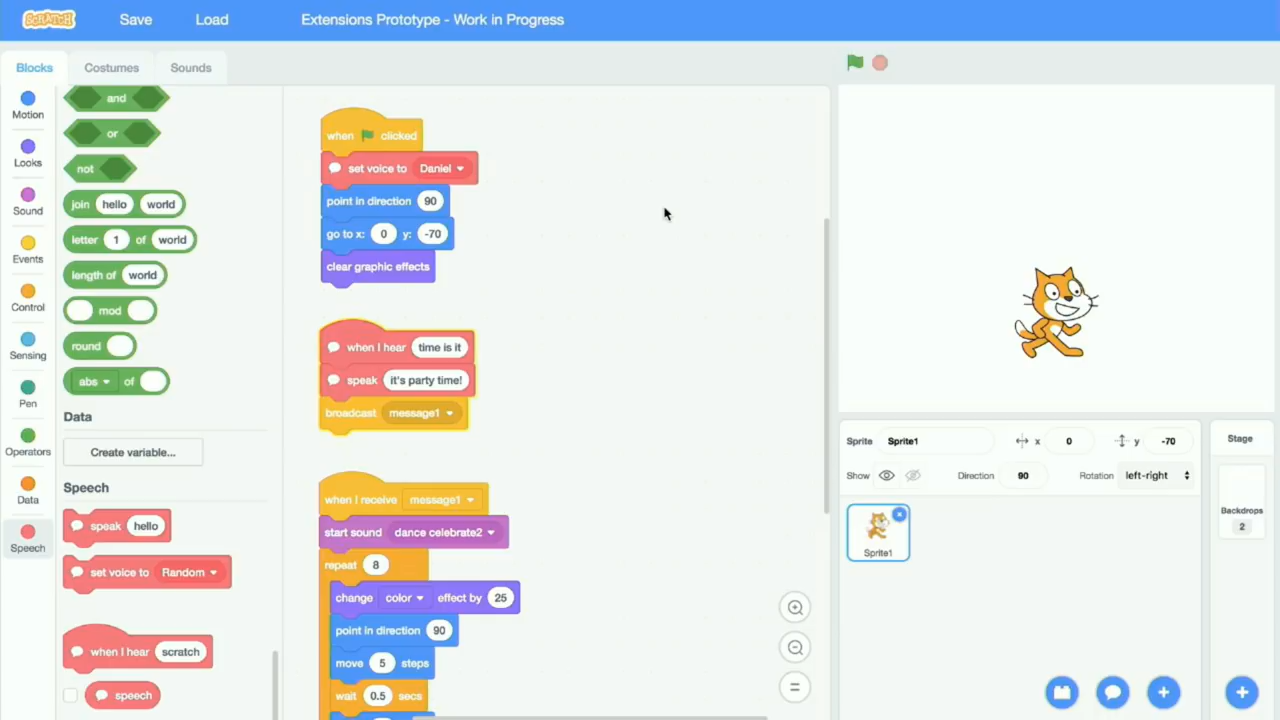 SCRATCH Save Load Extensions Prototype - Work in Progress
Blocks Costumes Sounds
Motion
Looks
Sound
Events
Control
Sensing
Pen
Operators
Data
Speech
and
or
not
join hello world
letter 1 of world
length of world
mod
round
abs of
Data
Create variable...
Speech
speak hello
set voice to Random
when I hear scratch
speech
when clicked
set voice to Daniel
point in direction 90
go to x: 0 y: -70
clear graphic effects
when I hear time is it
speak it's party time!
broadcast message1
when I receive message1
start sound dance celebrate2
repeat 8
change color effect by 25
point in direction 90
move 5 steps
wait 0.5 secs
Sprite Sprite1 x 0 y -70
Show Direction 90 Rotation left-right
Sprite1
Stage
Backdrops
2